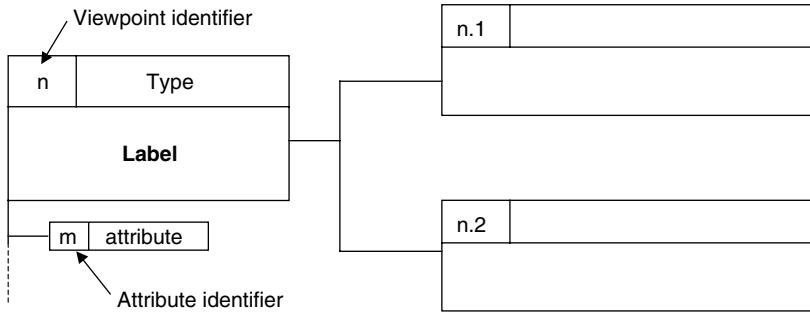 Viewpoint identifier
n Type
Label
m attribute
Attribute identifier
n.1
n.2